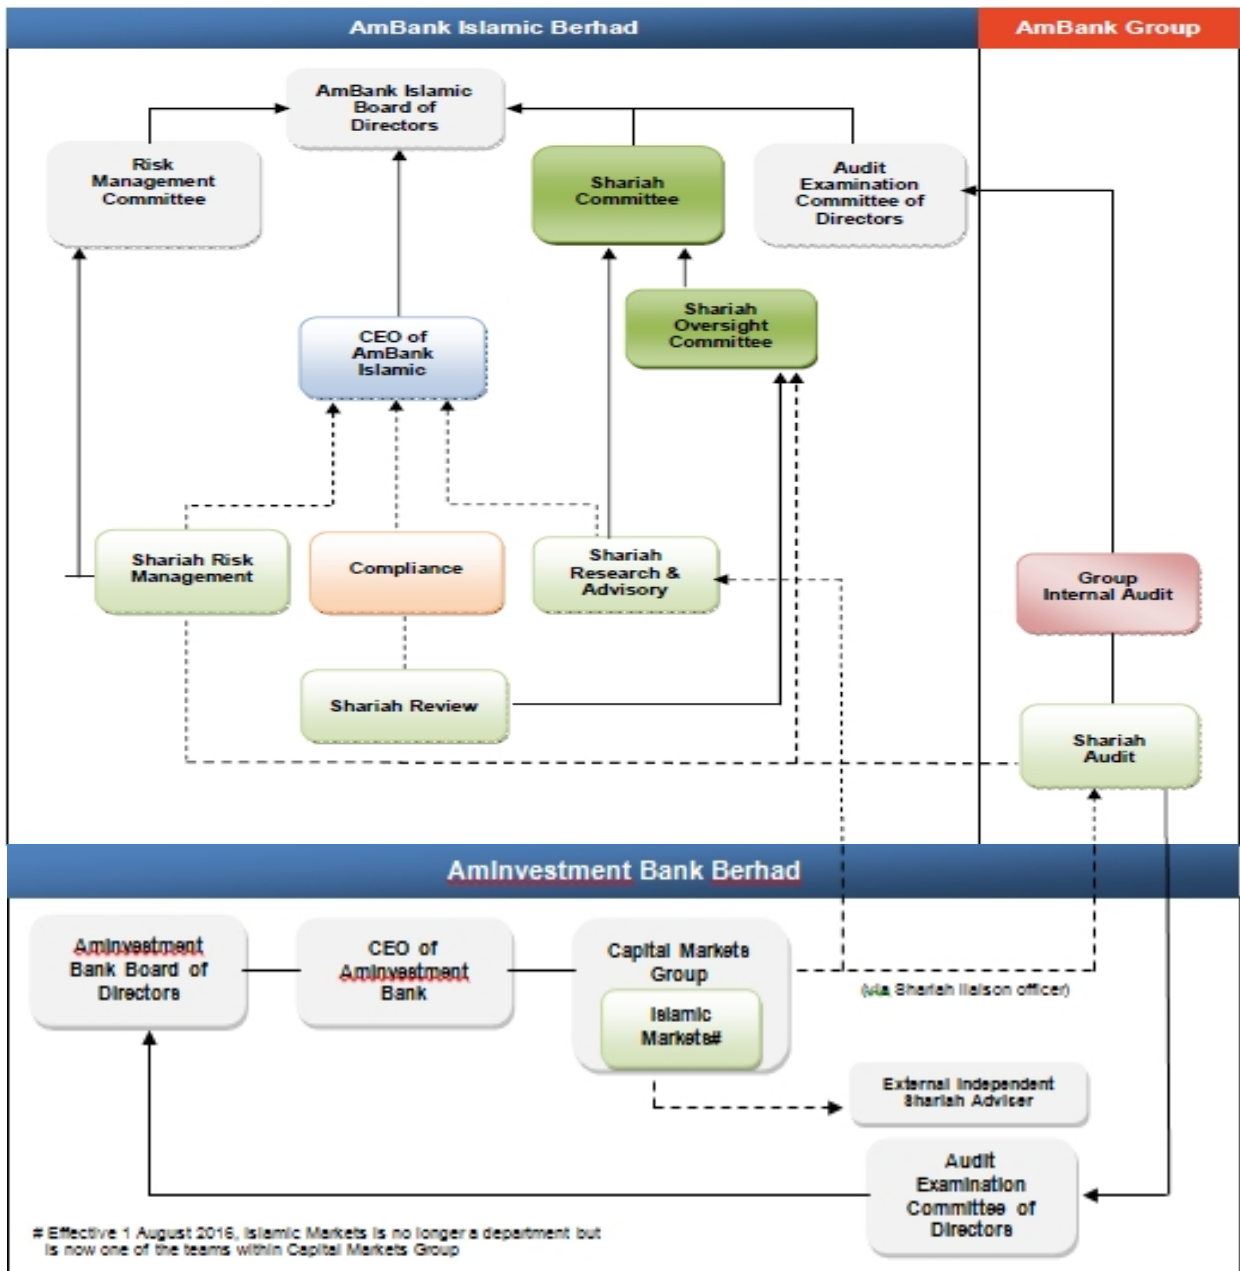 AmBank Islamic Berhad
AmBank Group
AmBank Islamic
Board of
Directors
Risk
Management
Committee
Shariah
Committee
Audit
Examination
Committee of
Directors
Shariah
Oversight
Committee
CEO of
AmBank
Islamic
Shariah Risk
Management
Compliance
Shariah
Research &
Advisory
Group
Internal Audit
Shariah Review
Shariah
Audit
AmInvestment Bank Berhad
AmInvestment
Bank Board of
Directors
CEO of
AmInvestment
Bank
Capital Markets
Group
Islamic
Markets#
(via Shariah liaison officer)
External Independent
Shariah Adviser
Audit
Examination
Committee of
Directors
# Effective 1 August 2016, Islamic Markets is no longer a department but
is now one of the teams within Capital Markets Group